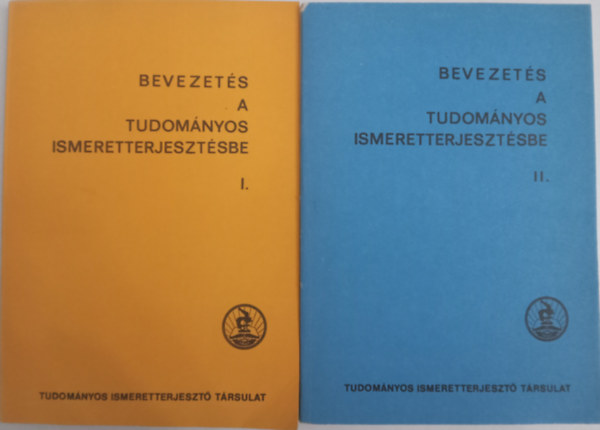 BEVEZETÉS
A
TUDOMÁNYOS
ISMERETTERJESZTÉSBE
I.
TUDOMÁNYOS ISMERETTERJESZTŐ TÁRSULAT
BEVEZETÉS
A
TUDOMÁNYOS
ISMERETTERJESZTÉSBE
II.
TUDOMÁNYOS ISMERETTERJESZTŐ TÁRSULAT